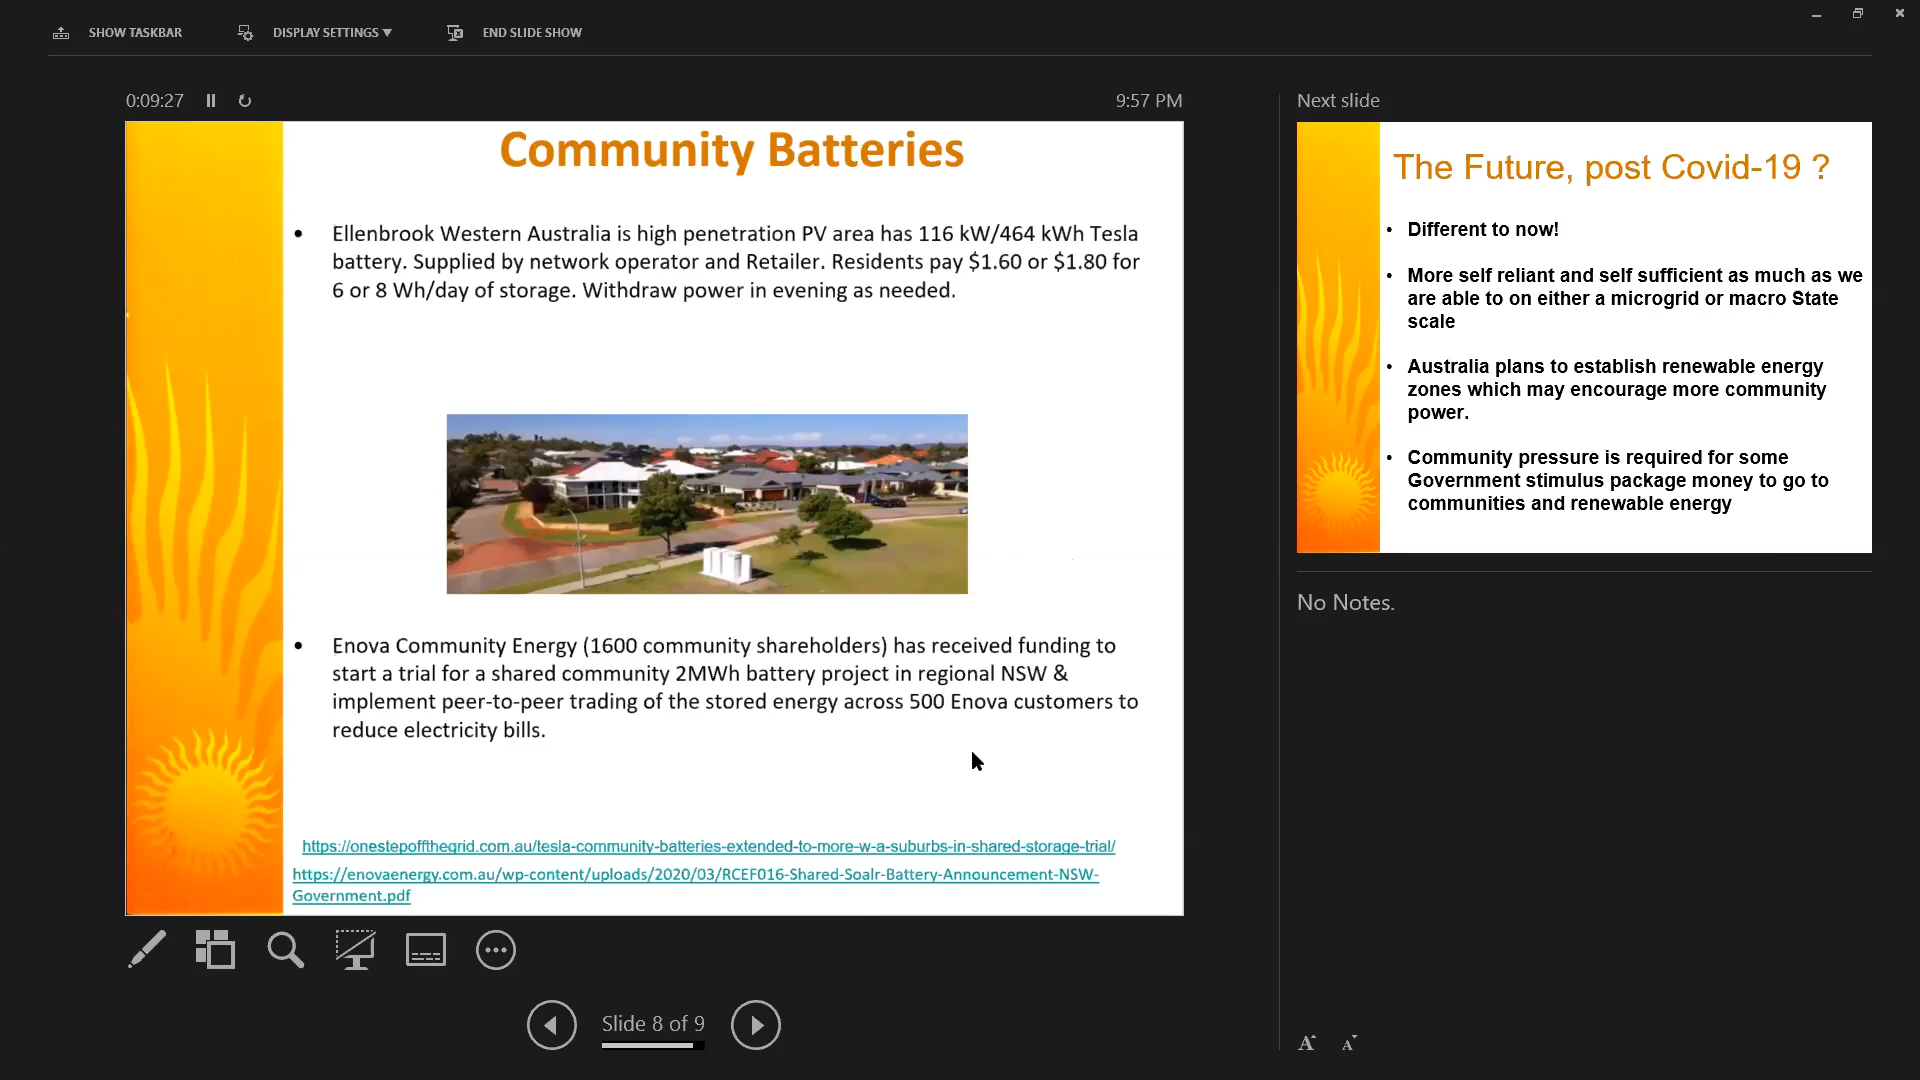 SHOW TASKBAR
DISPLAY SETTINGS ▼
END SLIDE SHOW
0:09:27
9:57 PM
Community Batteries
• Ellenbrook Western Australia is high penetration PV area has 116 kW/464 kWh Tesla
battery. Supplied by network operator and Retailer. Residents pay $1.60 or $1.80 for
6 or 8 Wh/day of storage. Withdraw power in evening as needed.
• Enova Community Energy (1600 community shareholders) has received funding to
start a trial for a shared community 2MWh battery project in regional NSW &
implement peer-to-peer trading of the stored energy across 500 Enova customers to
reduce electricity bills.
https://onestepoffthegrid.com.au/tesla-community-batteries-extended-to-more-w-a-suburbs-in-shared-storage-trial/
https://enovaenergy.com.au/wp-content/uploads/2020/03/RCEF016-Shared-Soalr-Battery-Announcement-NSW-
Government.pdf
Slide 8 of 9
Next slide
The Future, post Covid-19 ?
• Different to now!
• More self reliant and self sufficient as much as we
are able to on either a microgrid or macro State
scale
• Australia plans to establish renewable energy
zones which may encourage more community
power.
• Community pressure is required for some
Government stimulus package money to go to
communities and renewable energy
No Notes.
A A